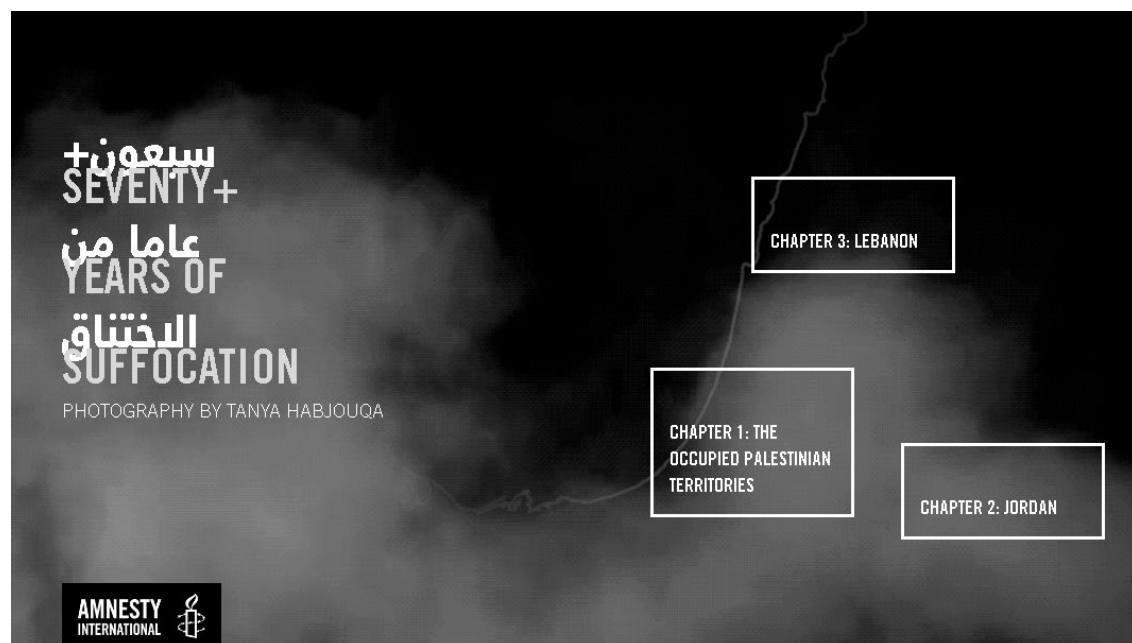 سبعون+
SEVENTY+
عاما من
YEARS OF
الاختناق
SUFFOCATION
PHOTOGRAPHY BY TANYA HABJOUQA
CHAPTER 3: LEBANON
CHAPTER 1: THE
OCCUPIED PALESTINIAN
TERRITORIES
CHAPTER 2: JORDAN
AMNESTY
INTERNATIONAL